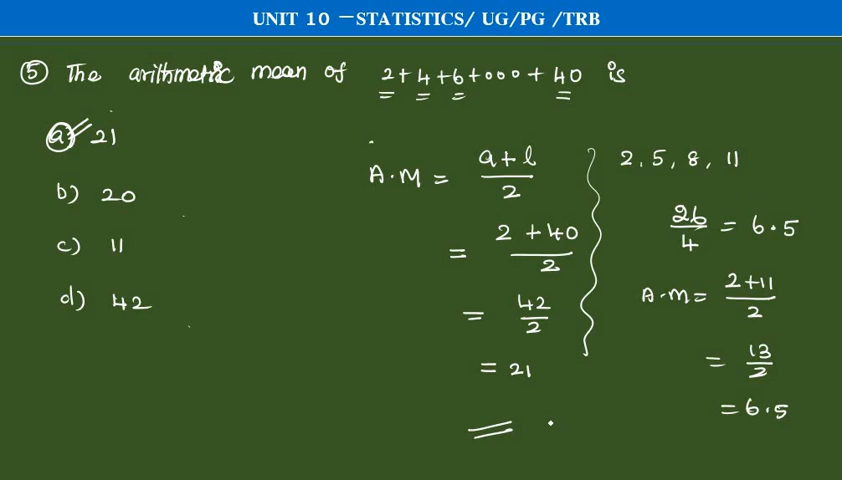 UNIT 10 –STATISTICS/ UG/PG /TRB
⑤ The arithmetic mean of 2+4+6+ooo+40 is
a) 21
b) 20
c) 11
d) 42
A.M = a+l/2
= 2+40/2
= 42/2
= 21
2, 5, 8, 11
26/4 = 6.5
A.M = 2+11/2
= 13/2
= 6.5